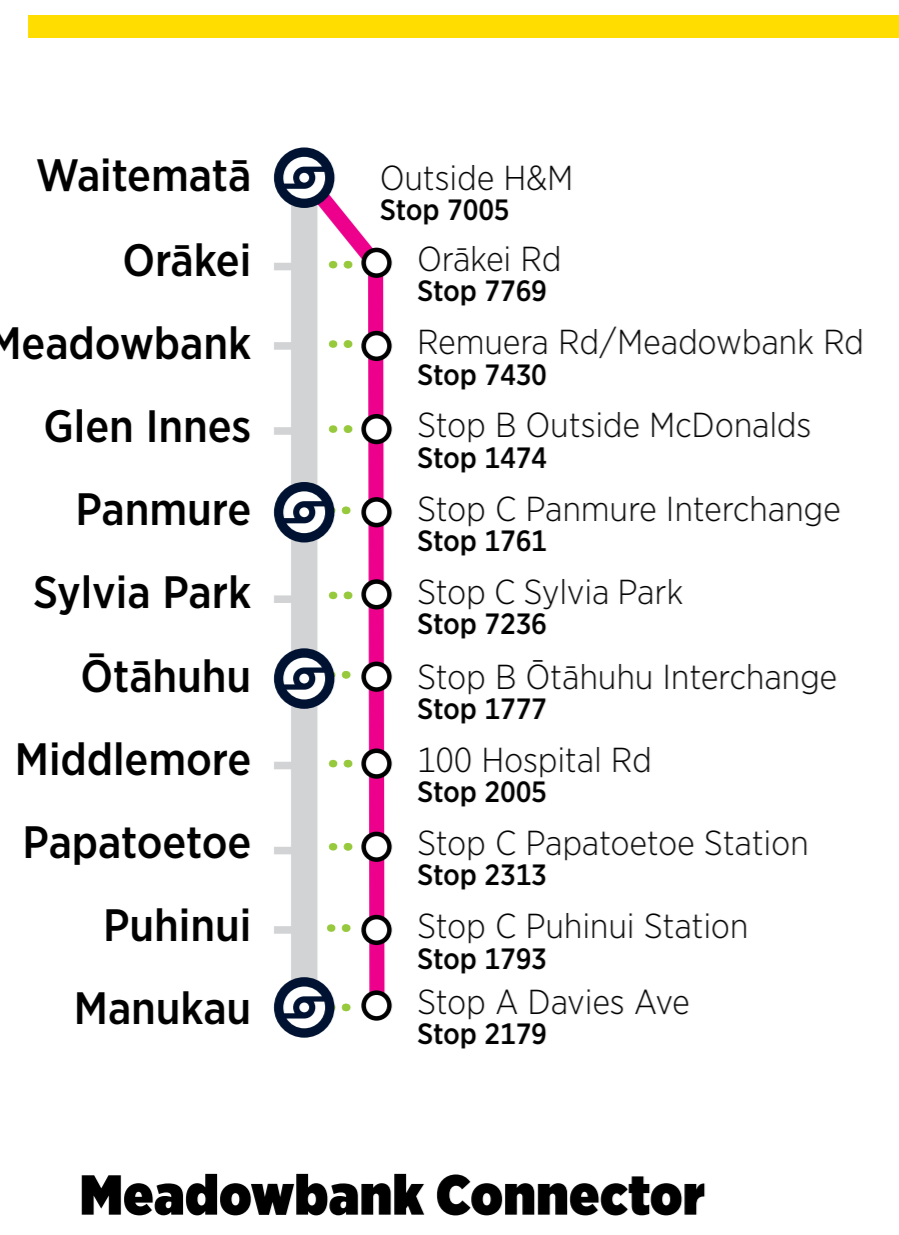 Waitematā
Outside H&M
Stop 7005
Orākei
Orākei Rd
Stop 7769
Meadowbank
Remuera Rd/Meadowbank Rd
Stop 7430
Glen Innes
Stop B Outside McDonalds
Stop 1474
Panmure
Stop C Panmure Interchange
Stop 1761
Sylvia Park
Stop C Sylvia Park
Stop 7236
Ōtāhuhu
Stop B Ōtāhuhu Interchange
Stop 1777
Middlemore
100 Hospital Rd
Stop 2005
Papatoetoe
Stop C Papatoetoe Station
Stop 2313
Puhinui
Stop C Puhinui Station
Stop 1793
Manukau
Stop A Davies Ave
Stop 2179
Meadowbank Connector